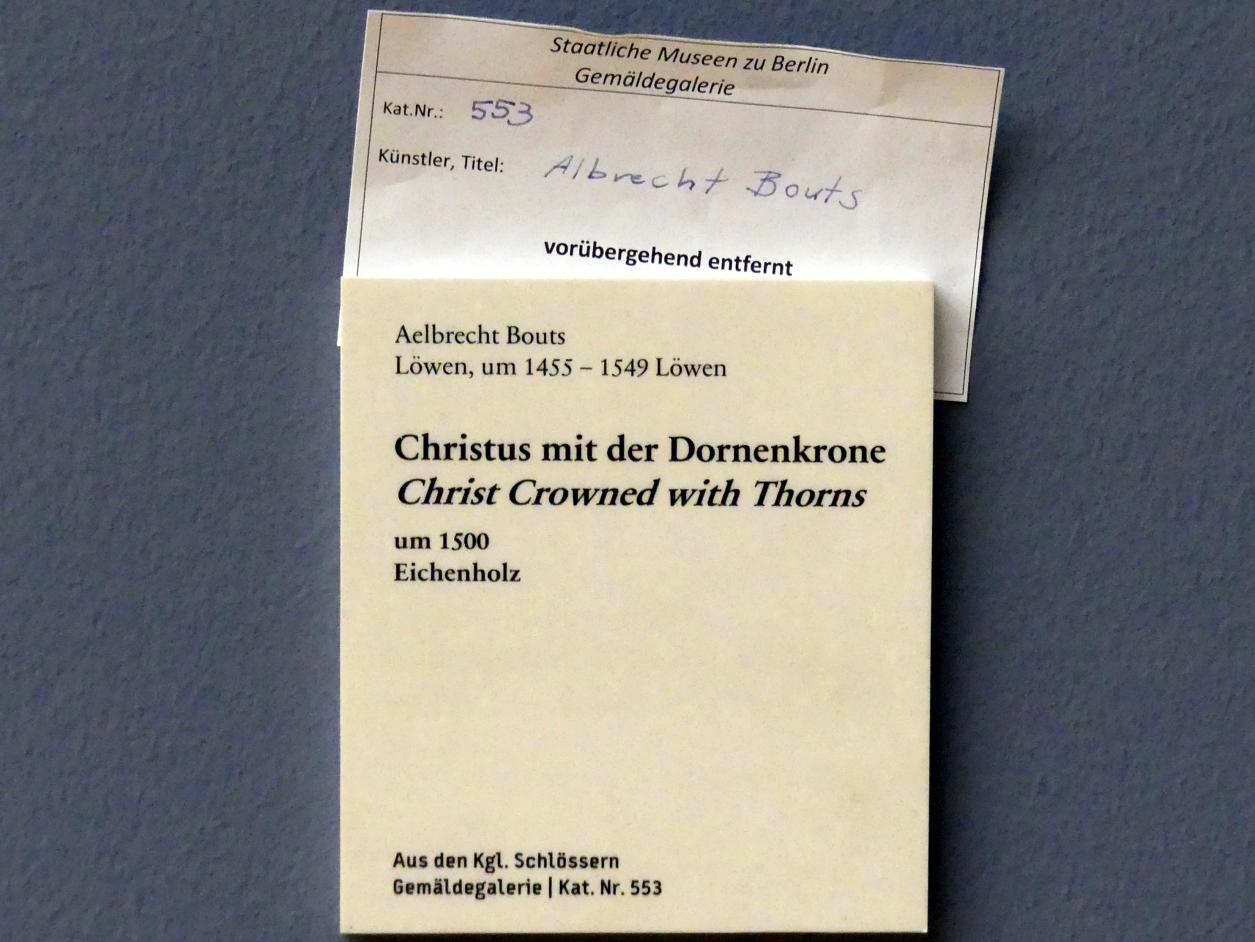 Staatliche Museen zu Berlin
Gemäldegalerie
Kat.Nr.: 553
Künstler, Titel: Albrecht Bouts
vorübergehend entfernt
Aelbrecht Bouts
Löwen, um 1455 – 1549 Löwen
Christus mit der Dornenkrone
Christ Crowned with Thorns
um 1500
Eichenholz
Aus den Kgl. Schlössern
Gemäldegalerie | Kat. Nr. 553